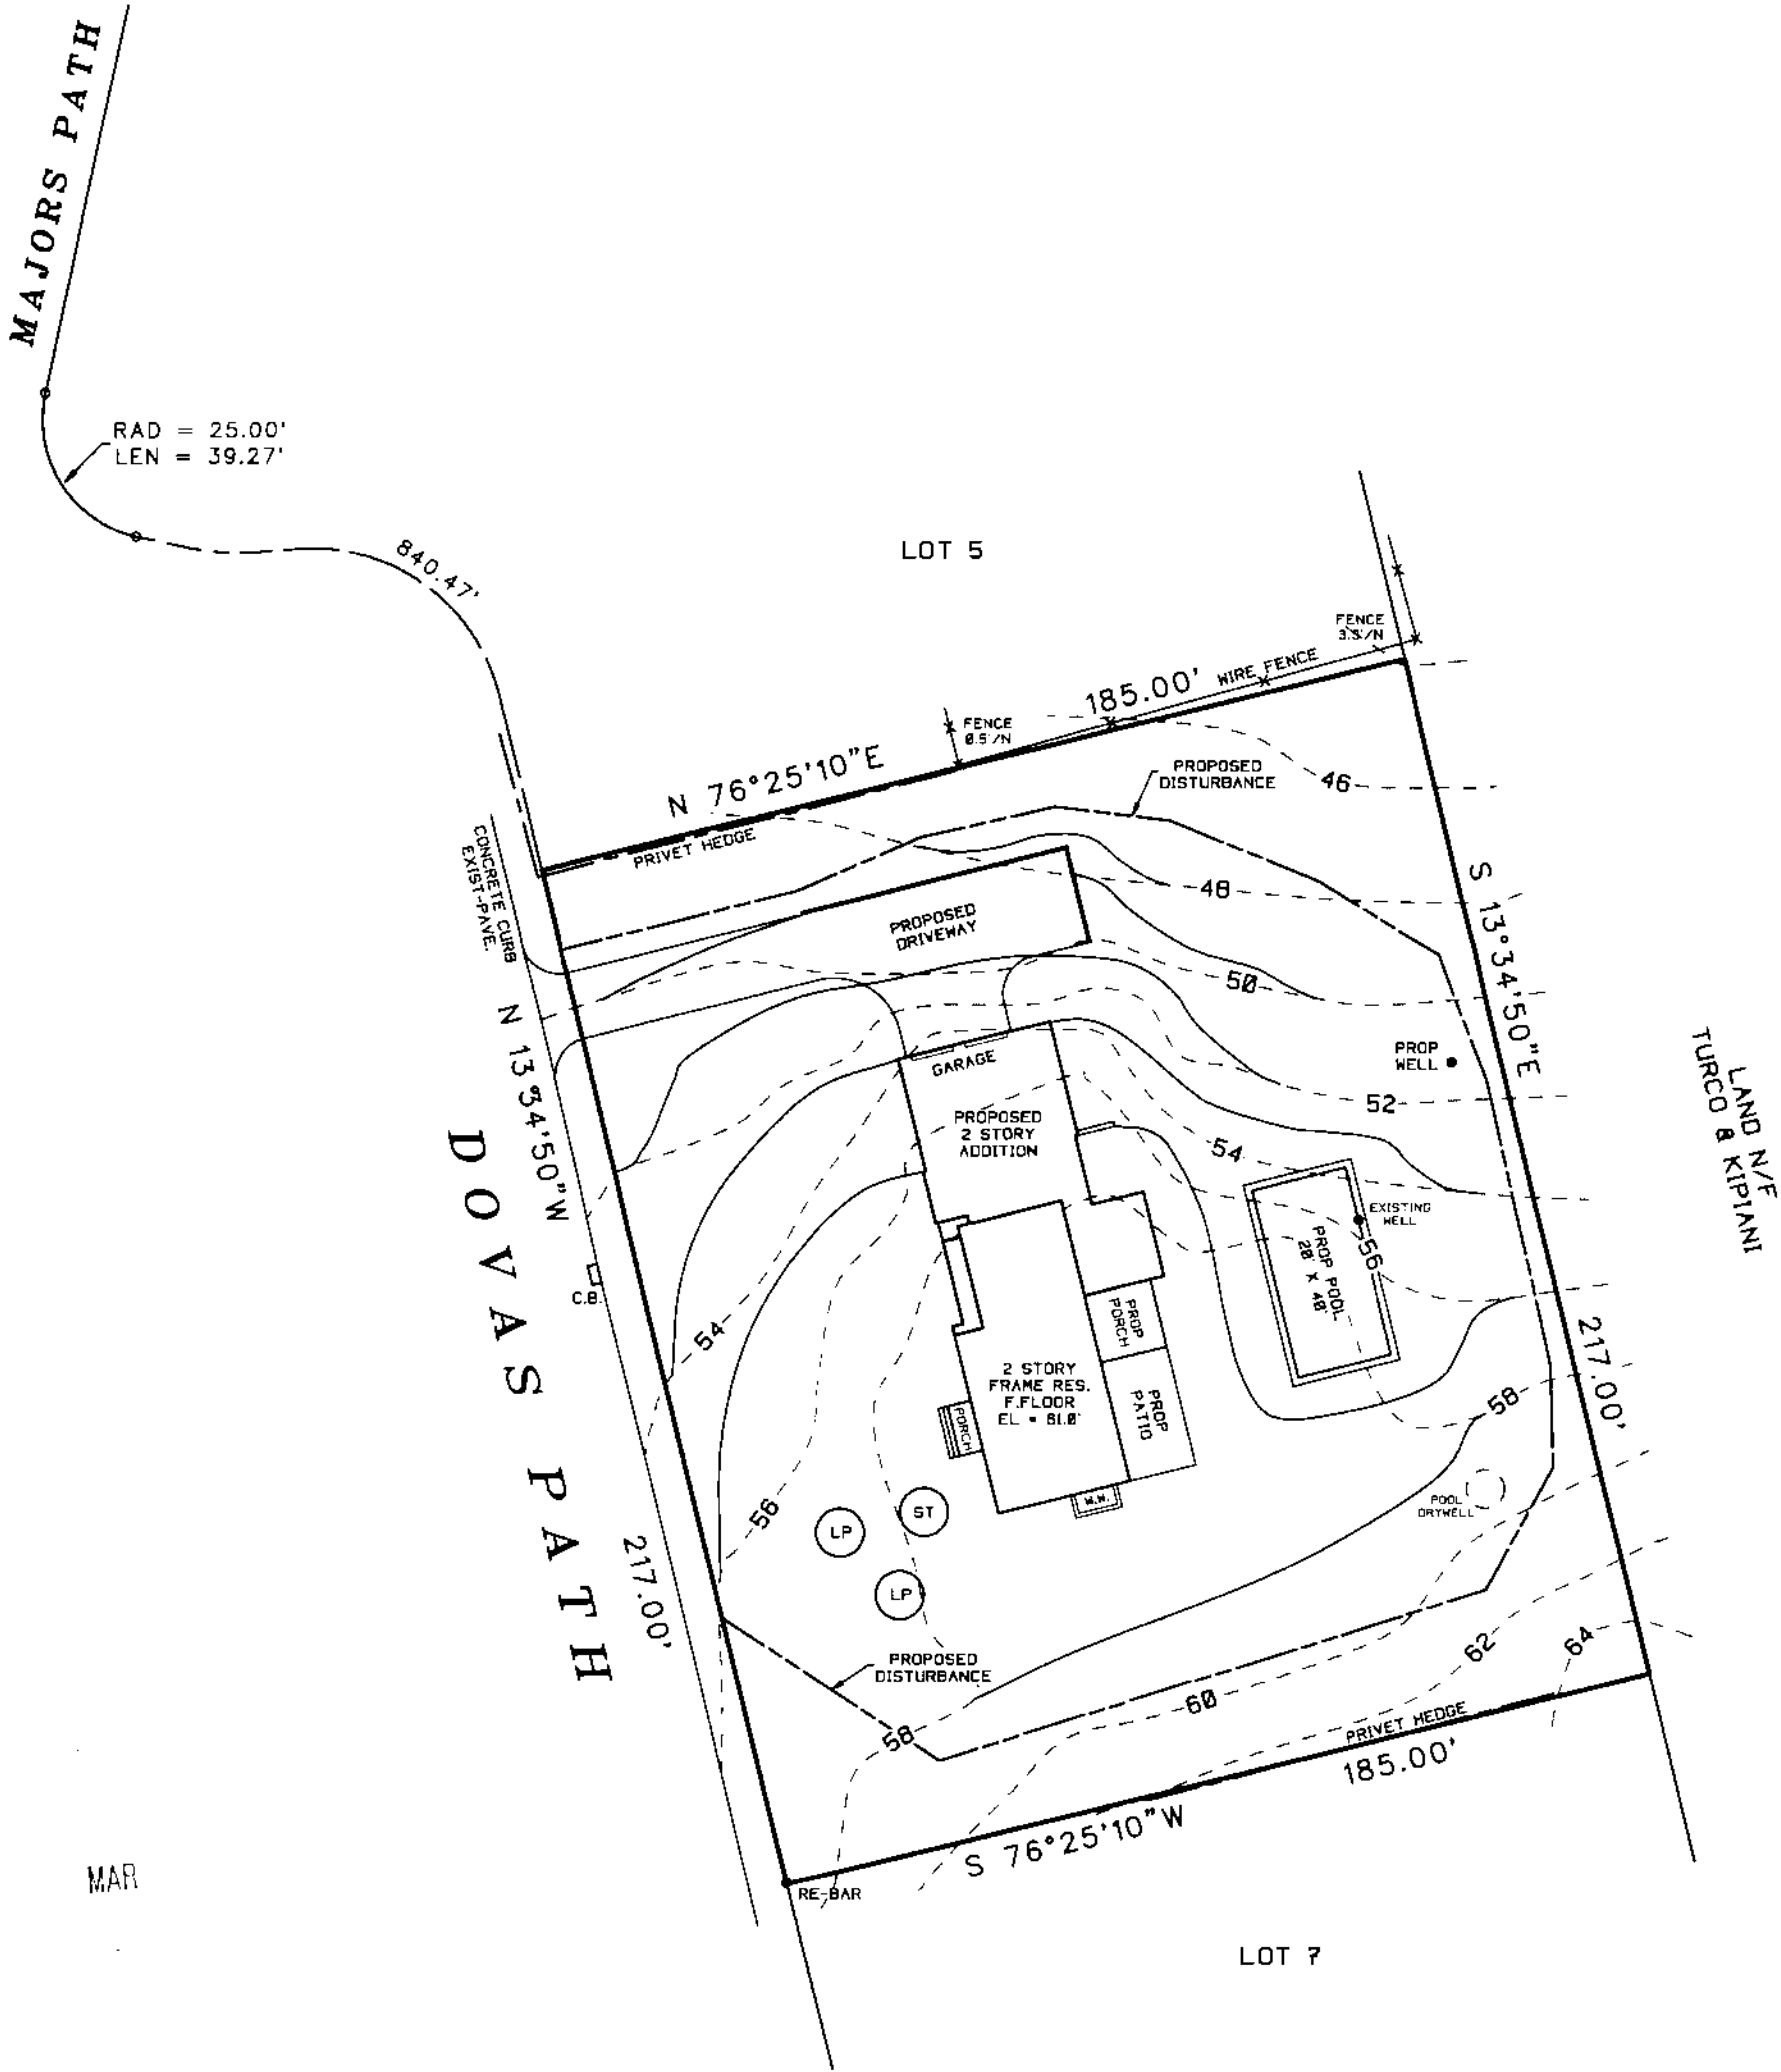 MAJORS PATH
RAD = 25.00'
LEN = 39.27'
840.47'
LOT 5
FENCE
3.5'/N
WIRE FENCE
185.00'
FENCE
0.5'/N
N 76°25'10"E
PROPOSED
DISTURBANCE
46
PRIVET HEDGE
CONCRETE CURB
EXIST-PAVE.
48
S 13°34'50"E
PROPOSED
DRIVEWAY
50
N 13°34'50"W
GARAGE
PROP
WELL
LAND N/F
TURCO & KIPIANI
52
PROPOSED
2 STORY
ADDITION
54
DOVAS PATH
EXISTING
WELL
56
PROP POOL
20' X 40'
C.B.
54
PROP
PORCH
217.00'
2 STORY
FRAME RES.
F.FLOOR
EL = 61.0'
PROP
PATIO
58
PORCH
56
W.W.
POOL
DRYWELL
ST
LP
LP
217.00'
PROPOSED
DISTURBANCE
62
64
60
58
PRIVET HEDGE
185.00'
S 76°25'10"W
MAR
RE-BAR
LOT 7